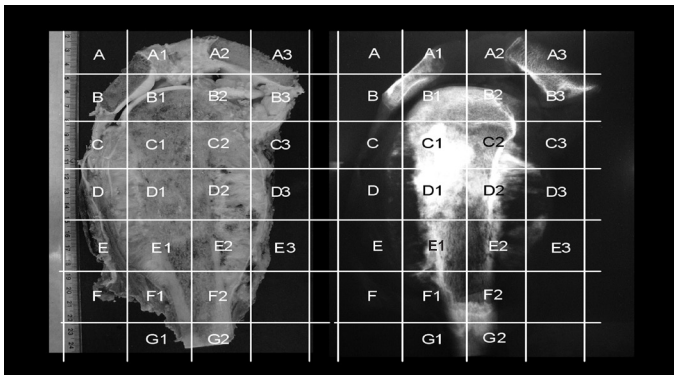 A A1 A2 A3 A A1 A2 A3
B B1 B2 B3 B B1 B2 B3
C C1 C2 C3 C C1 C2 C3
D D1 D2 D3 D D1 D2 D3
E E1 E2 E3 E E1 E2 E3
F F1 F2 F F1 F2
G1 G2 G1 G2